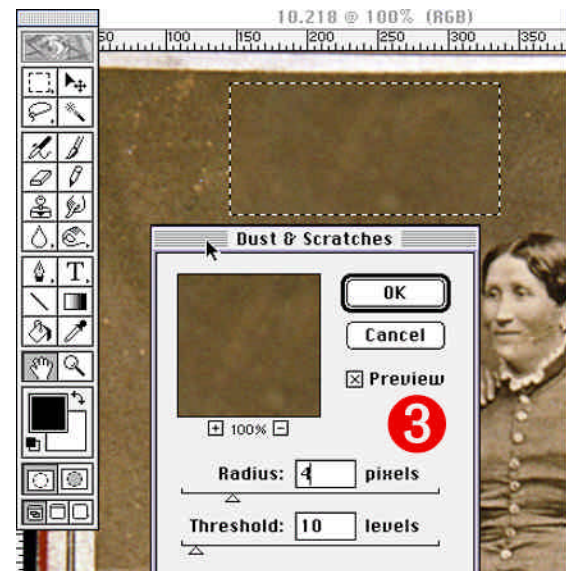 10.218 @ 100% (RGB)
50 100 150 200 250 300 350
Dust & Scratches
OK
Cancel
Preview
100%
3
Radius: 4 pixels
Threshold: 10 levels
T